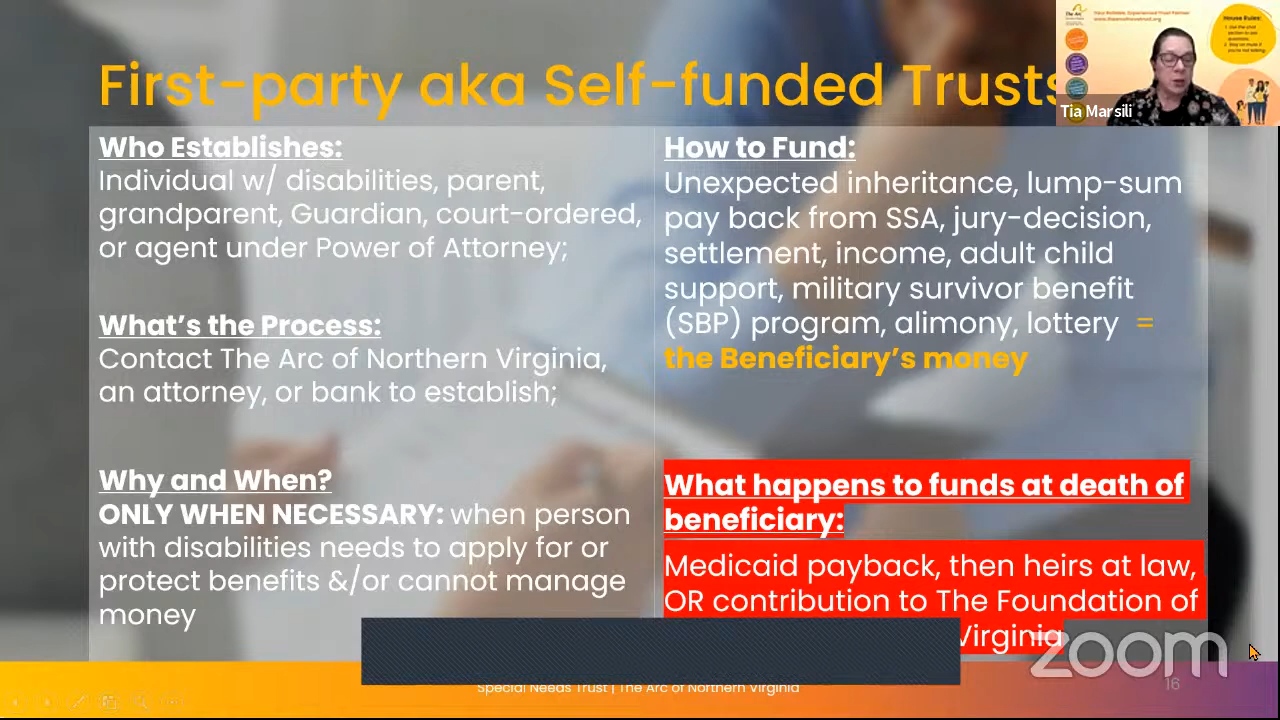 First-party aka Self-funded Trusts
Who Establishes:
Individual w/ disabilities, parent,
grandparent, Guardian, court-ordered,
or agent under Power of Attorney;
What's the Process:
Contact The Arc of Northern Virginia,
an attorney, or bank to establish;
Why and When?
ONLY WHEN NECESSARY: when person
with disabilities needs to apply for or
protect benefits &/or cannot manage
money
How to Fund:
Unexpected inheritance, lump-sum
pay back from SSA, jury-decision,
settlement, income, adult child
support, military survivor benefit
(SBP) program, alimony, lottery =
the Beneficiary's money
What happens to funds at death of
beneficiary:
Medicaid payback, then heirs at law,
OR contribution to The Foundation of
Virginia
Special Needs Trust | The Arc of Northern Virginia
16
zoom
The Arc
House Rules:
Tia Marsili